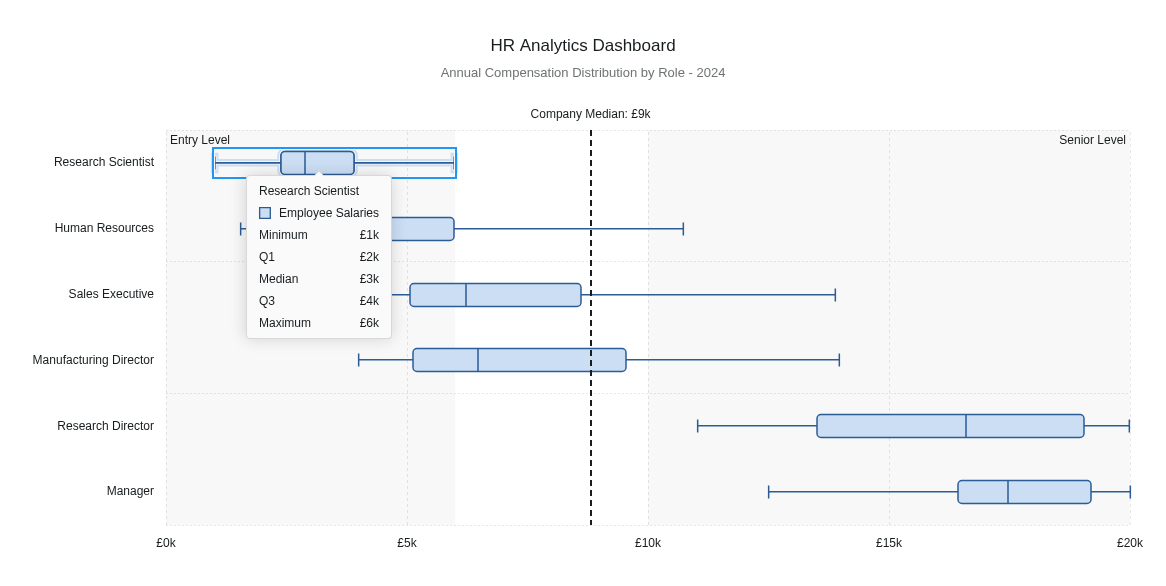 HR Analytics Dashboard
Annual Compensation Distribution by Role - 2024
Company Median: £9k
Entry Level
Senior Level
Research Scientist
Human Resources
Sales Executive
Manufacturing Director
Research Director
Manager
Research Scientist
Employee Salaries
Minimum £1k
Q1 £2k
Median £3k
Q3 £4k
Maximum £6k
£0k £5k £10k £15k £20k